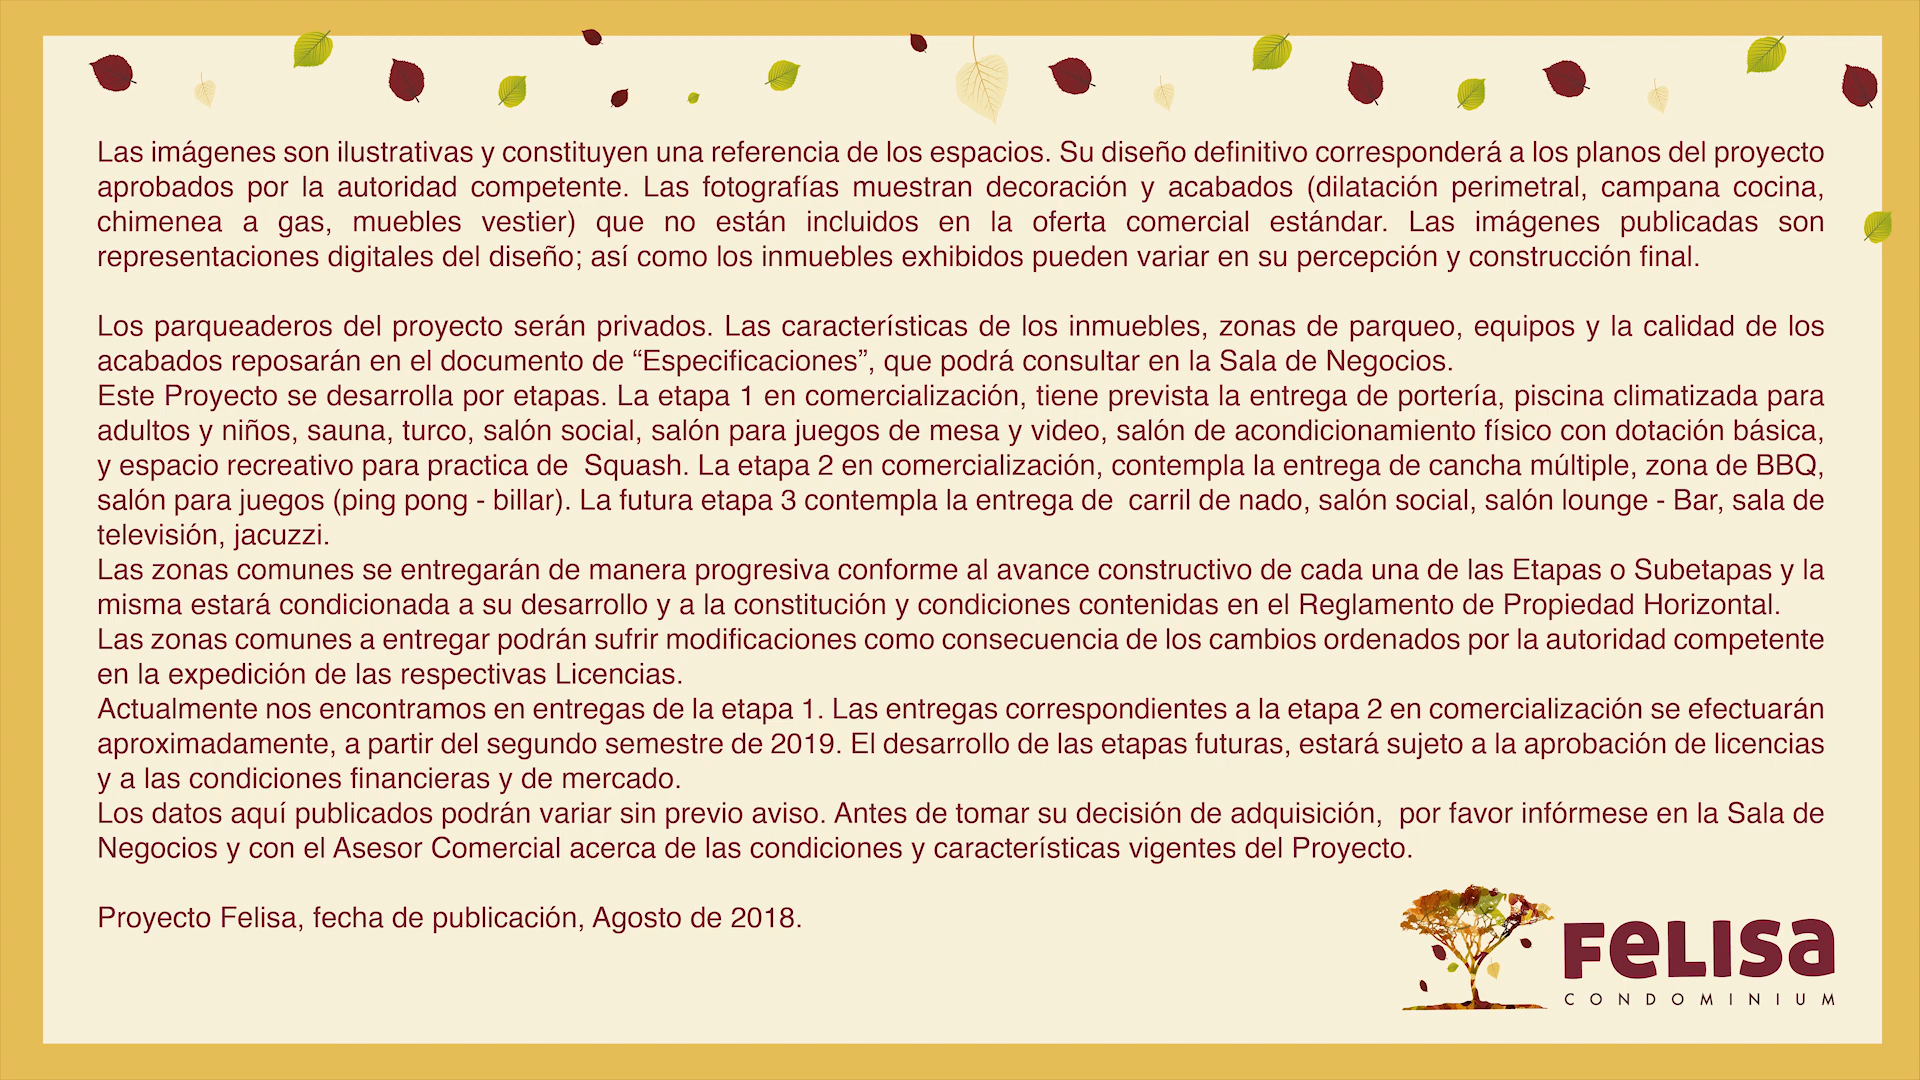 Las imágenes son ilustrativas y constituyen una referencia de los espacios. Su diseño definitivo corresponderá a los planos del proyecto
aprobados por la autoridad competente. Las fotografías muestran decoración y acabados (dilatación perimetral, campana cocina,
chimenea a gas, muebles vestier) que no están incluidos en la oferta comercial estándar. Las imágenes publicadas son
representaciones digitales del diseño; así como los inmuebles exhibidos pueden variar en su percepción y construcción final.
Los parqueaderos del proyecto serán privados. Las características de los inmuebles, zonas de parqueo, equipos y la calidad de los
acabados reposarán en el documento de “Especificaciones”, que podrá consultar en la Sala de Negocios.
Este Proyecto se desarrolla por etapas. La etapa 1 en comercialización, tiene prevista la entrega de portería, piscina climatizada para
adultos y niños, sauna, turco, salón social, salón para juegos de mesa y video, salón de acondicionamiento físico con dotación básica,
y espacio recreativo para practica de Squash. La etapa 2 en comercialización, contempla la entrega de cancha múltiple, zona de BBQ,
salón para juegos (ping pong - billar). La futura etapa 3 contempla la entrega de carril de nado, salón social, salón lounge - Bar, sala de
televisión, jacuzzi.
Las zonas comunes se entregarán de manera progresiva conforme al avance constructivo de cada una de las Etapas o Subetapas y la
misma estará condicionada a su desarrollo y a la constitución y condiciones contenidas en el Reglamento de Propiedad Horizontal.
Las zonas comunes a entregar podrán sufrir modificaciones como consecuencia de los cambios ordenados por la autoridad competente
en la expedición de las respectivas Licencias.
Actualmente nos encontramos en entregas de la etapa 1. Las entregas correspondientes a la etapa 2 en comercialización se efectuarán
aproximadamente, a partir del segundo semestre de 2019. El desarrollo de las etapas futuras, estará sujeto a la aprobación de licencias
y a las condiciones financieras y de mercado.
Los datos aquí publicados podrán variar sin previo aviso. Antes de tomar su decisión de adquisición, por favor infórmese en la Sala de
Negocios y con el Asesor Comercial acerca de las condiciones y características vigentes del Proyecto.
Proyecto Felisa, fecha de publicación, Agosto de 2018.
FeLISa
CONDOMINIUM